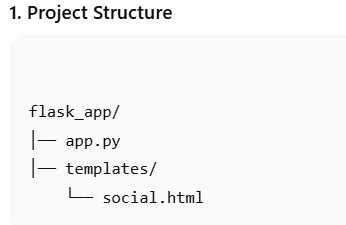 1. Project Structure
flask_app/
├── app.py
├── templates/
    └── social.html